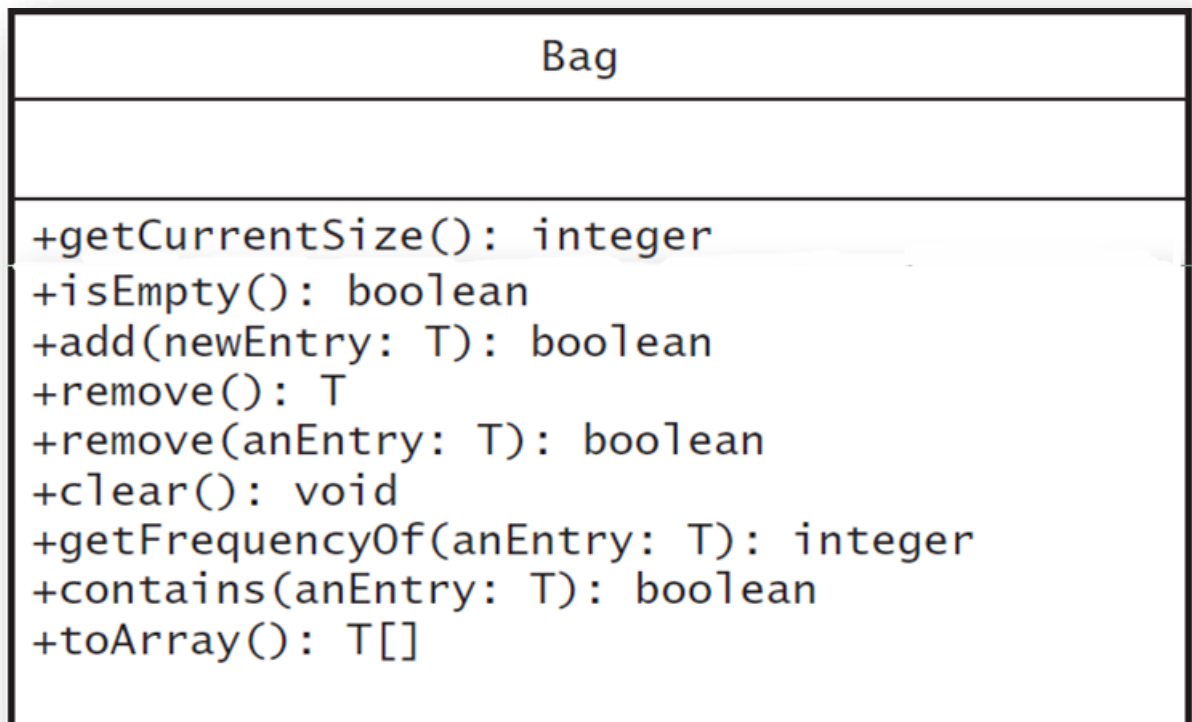 Bag
+getCurrentSize(): integer
+isEmpty(): boolean
+add(newEntry: T): boolean
+remove(): T
+remove(anEntry: T): boolean
+clear(): void
+getFrequencyOf(anEntry: T): integer
+contains(anEntry: T): boolean
+toArray(): T[]